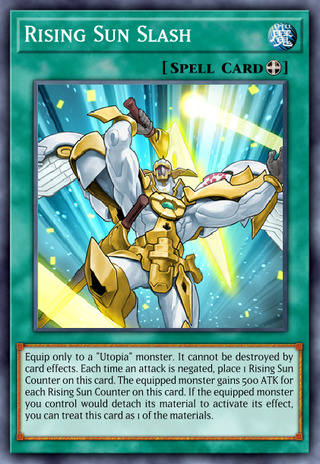 Rising Sun Slash
[Spell Card]
Equip only to a "Utopia" monster. It cannot be destroyed by
card effects. Each time an attack is negated, place 1 Rising Sun
Counter on this card. The equipped monster gains 500 ATK for
each Rising Sun Counter on this card. If the equipped monster
you control would detach its material to activate its effect,
you can treat this card as 1 of the materials.